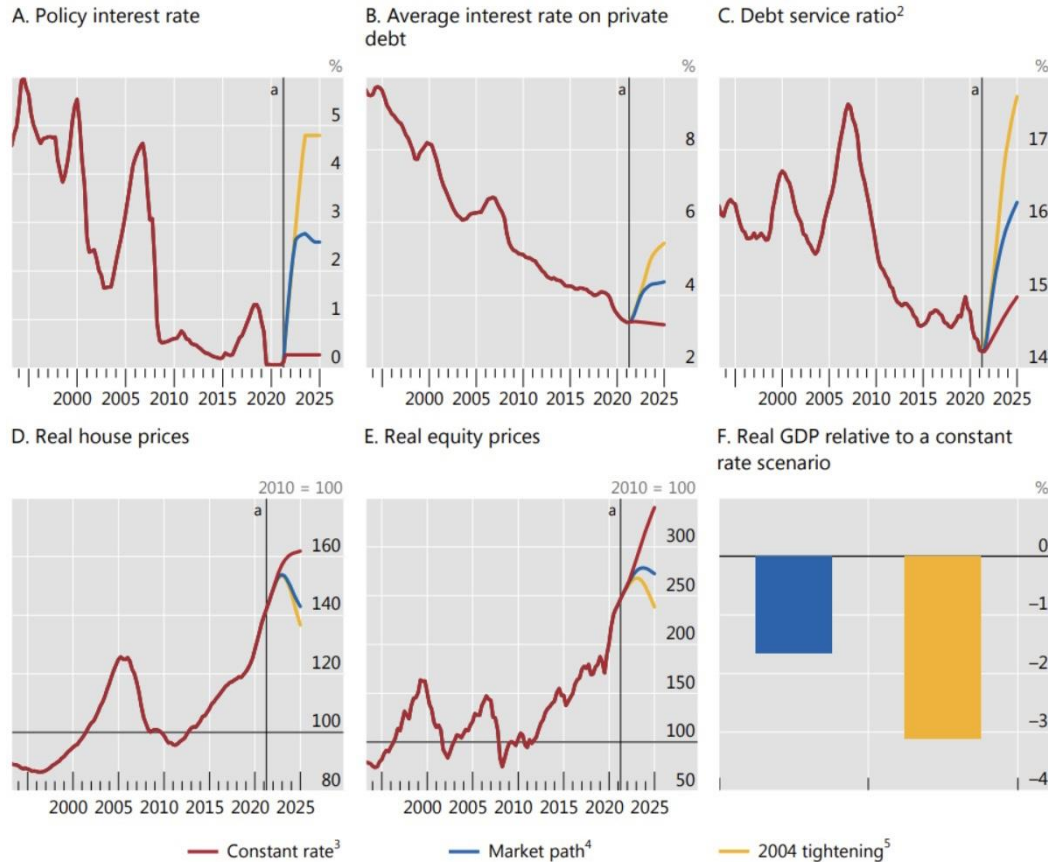 A. Policy interest rate
B. Average interest rate on private
debt
C. Debt service ratio2
%
a
5
4
3
2
1
0
2000 2005 2010 2015 2020 2025
%
a
8
6
4
2
2000 2005 2010 2015 2020 2025
%
a
17
16
15
14
2000 2005 2010 2015 2020 2025
D. Real house prices
E. Real equity prices
F. Real GDP relative to a constant
rate scenario
2010 = 100
a
160
140
120
100
80
2000 2005 2010 2015 2020 2025
2010 = 100
a
300
250
200
150
100
50
2000 2005 2010 2015 2020 2025
%
0
–1
–2
–3
–4
Constant rate3
Market path4
2004 tightening5